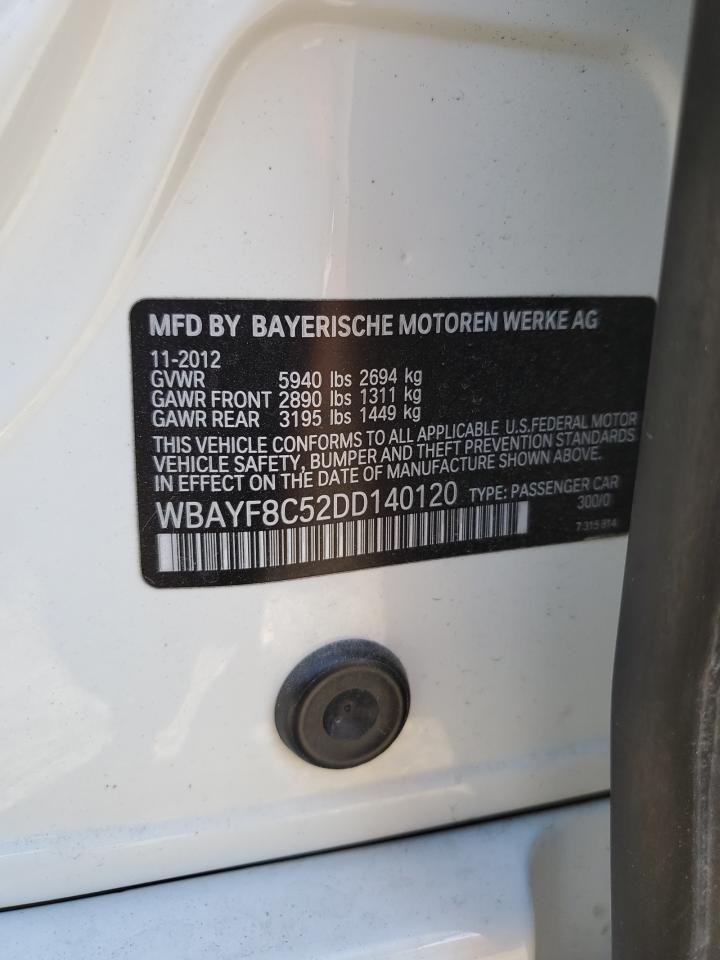 MFD BY BAYERISCHE MOTOREN WERKE AG
11-2012
GVWR 5940 lbs 2694 kg
GAWR FRONT 2890 lbs 1311 kg
GAWR REAR 3195 lbs 1449 kg
THIS VEHICLE CONFORMS TO ALL APPLICABLE U.S.FEDERAL MOTOR
VEHICLE SAFETY, BUMPER AND THEFT PREVENTION STANDARDS
IN EFFECT ON THE DATE OF MANUFACTURE SHOWN ABOVE.
WBAYF8C52DD140120 TYPE: PASSENGER CAR
300/0
7 315 814